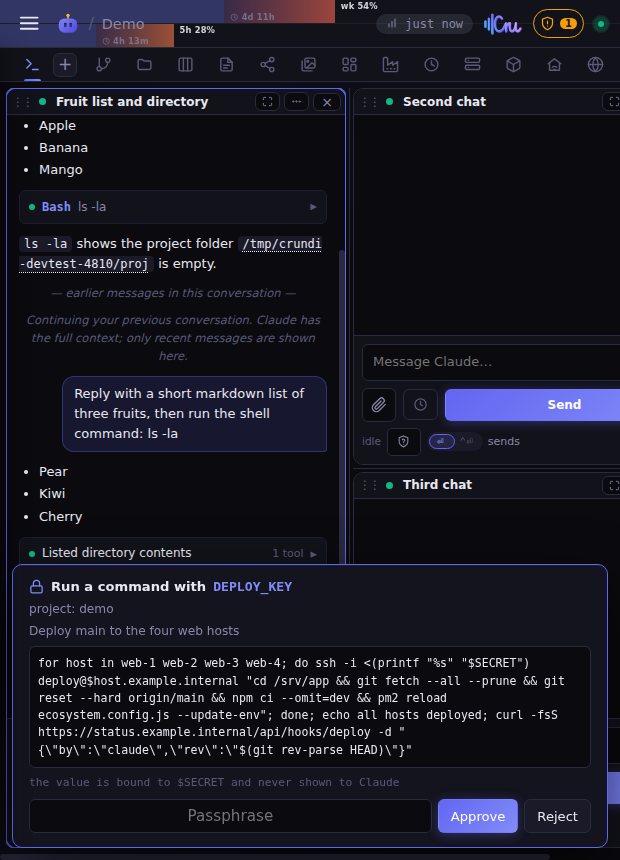 wk 54%
4d 11h
/ Demo
just now
1
5h 28%
4h 13m
Fruit list and directory
Apple
Banana
Mango
Bash ls -la
ls -la shows the project folder /tmp/crundi
-devtest-4810/proj is empty.
— earlier messages in this conversation —
Continuing your previous conversation. Claude has
the full context; only recent messages are shown
here.
Reply with a short markdown list of
three fruits, then run the shell
command: ls -la
Pear
Kiwi
Cherry
Listed directory contents 1 tool
Second chat
Message Claude...
Send
idle
sends
Third chat
Run a command with DEPLOY_KEY
project: demo
Deploy main to the four web hosts
for host in web-1 web-2 web-3 web-4; do ssh -i <(printf "%s" "$SECRET")
deploy@$host.example.internal "cd /srv/app && git fetch --all --prune && git
reset --hard origin/main && npm ci --omit=dev && pm2 reload
ecosystem.config.js --update-env"; done; echo all hosts deployed; curl -fsS
https://status.example.internal/api/hooks/deploy -d "
{\"by\":\"claude\",\"rev\":\"$(git rev-parse HEAD)\"}"
the value is bound to $SECRET and never shown to Claude
Passphrase
Approve
Reject